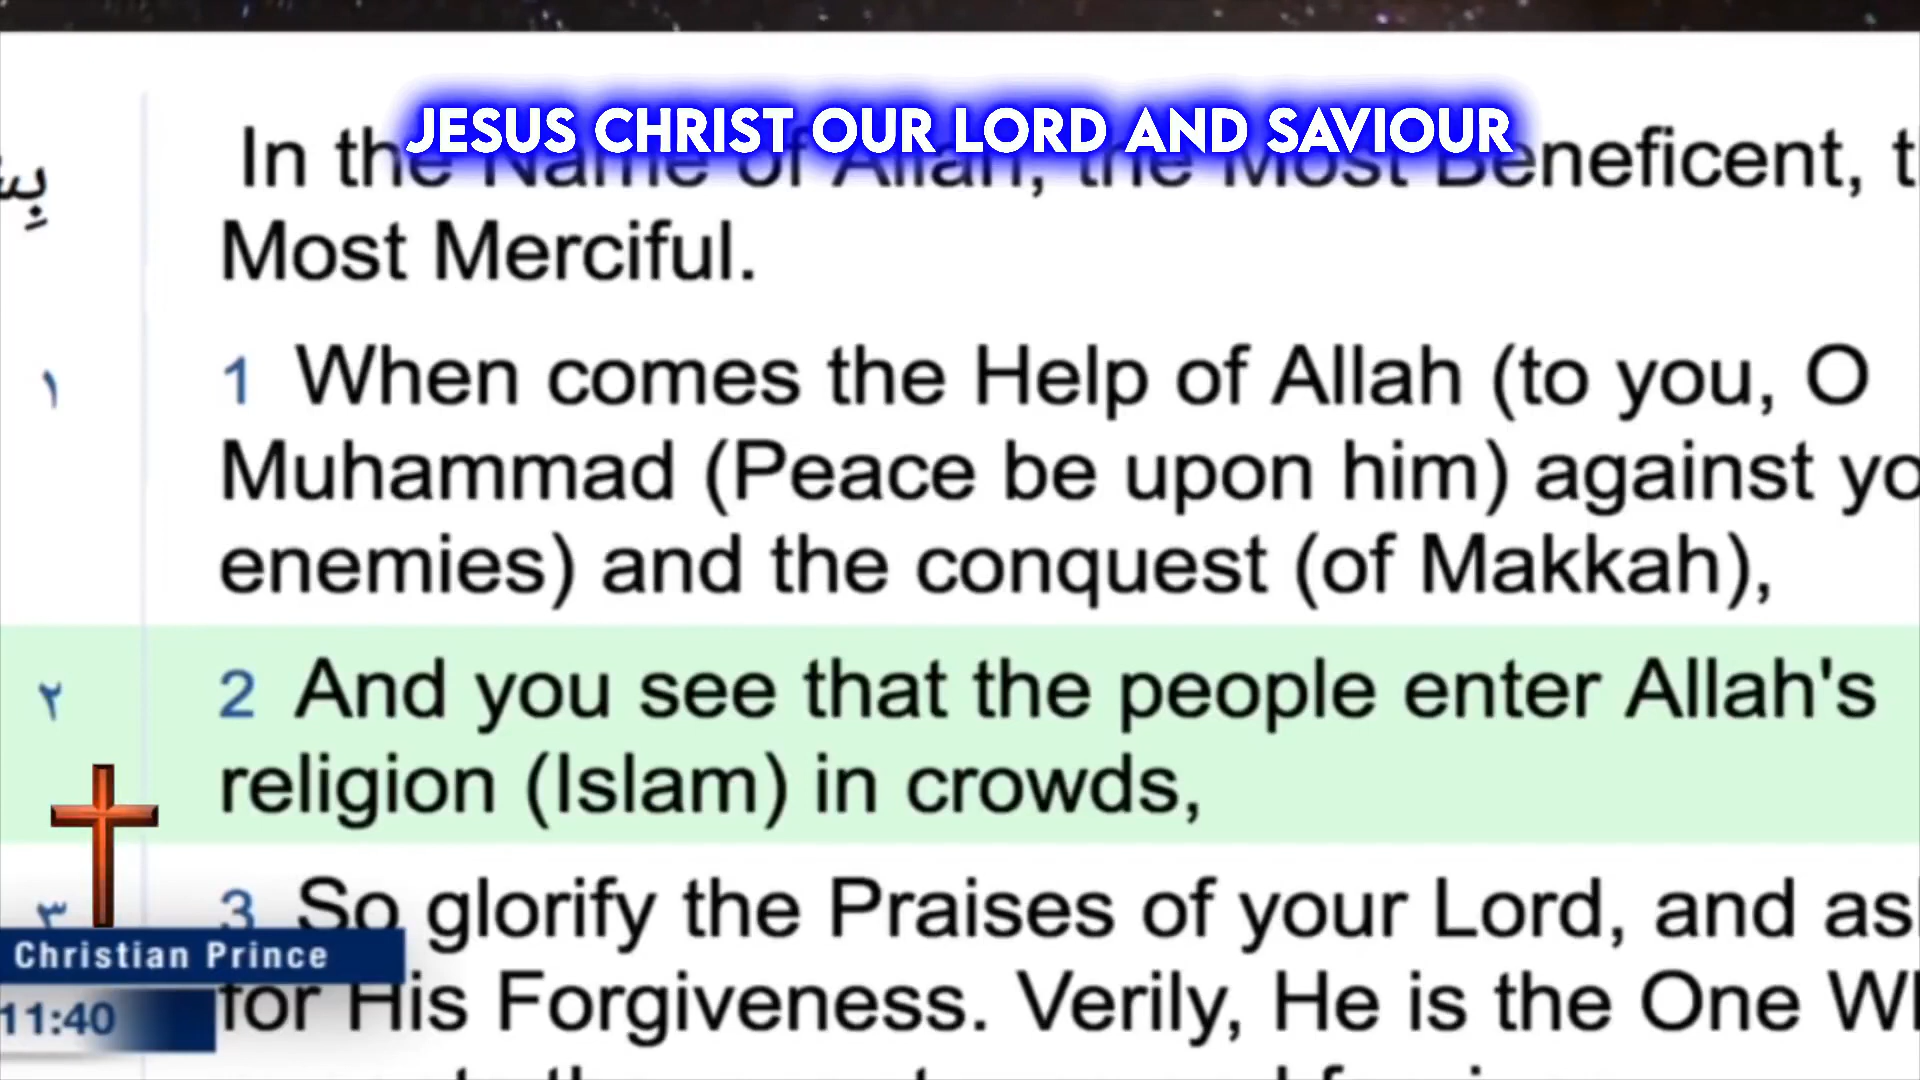 JESUS CHRIST OUR LORD AND SAVIOUR
In the Name of Allah, the Most Beneficent,
Most Merciful.
١
1 When comes the Help of Allah (to you, O
Muhammad (Peace be upon him) against
enemies) and the conquest (of Makkah),
٢
2 And you see that the people enter Allah's
religion (Islam) in crowds,
٣
3 So glorify the Praises of your Lord, and
for His Forgiveness. Verily, He is the One
Christian Prince
11:40